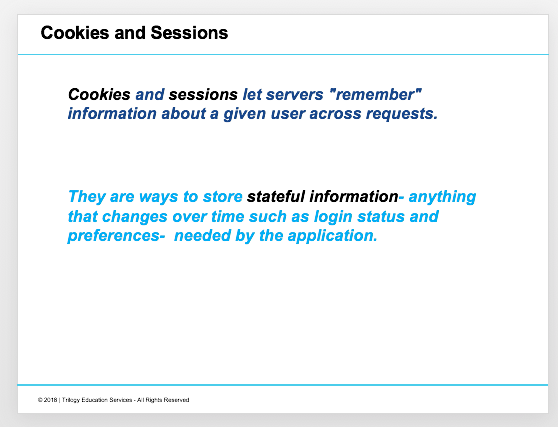 Cookies and Sessions
Cookies and sessions let servers "remember"
information about a given user across requests.
They are ways to store stateful information- anything
that changes over time such as login status and
preferences-  needed by the application.
© 2018 | Trilogy Education Services - All Rights Reserved